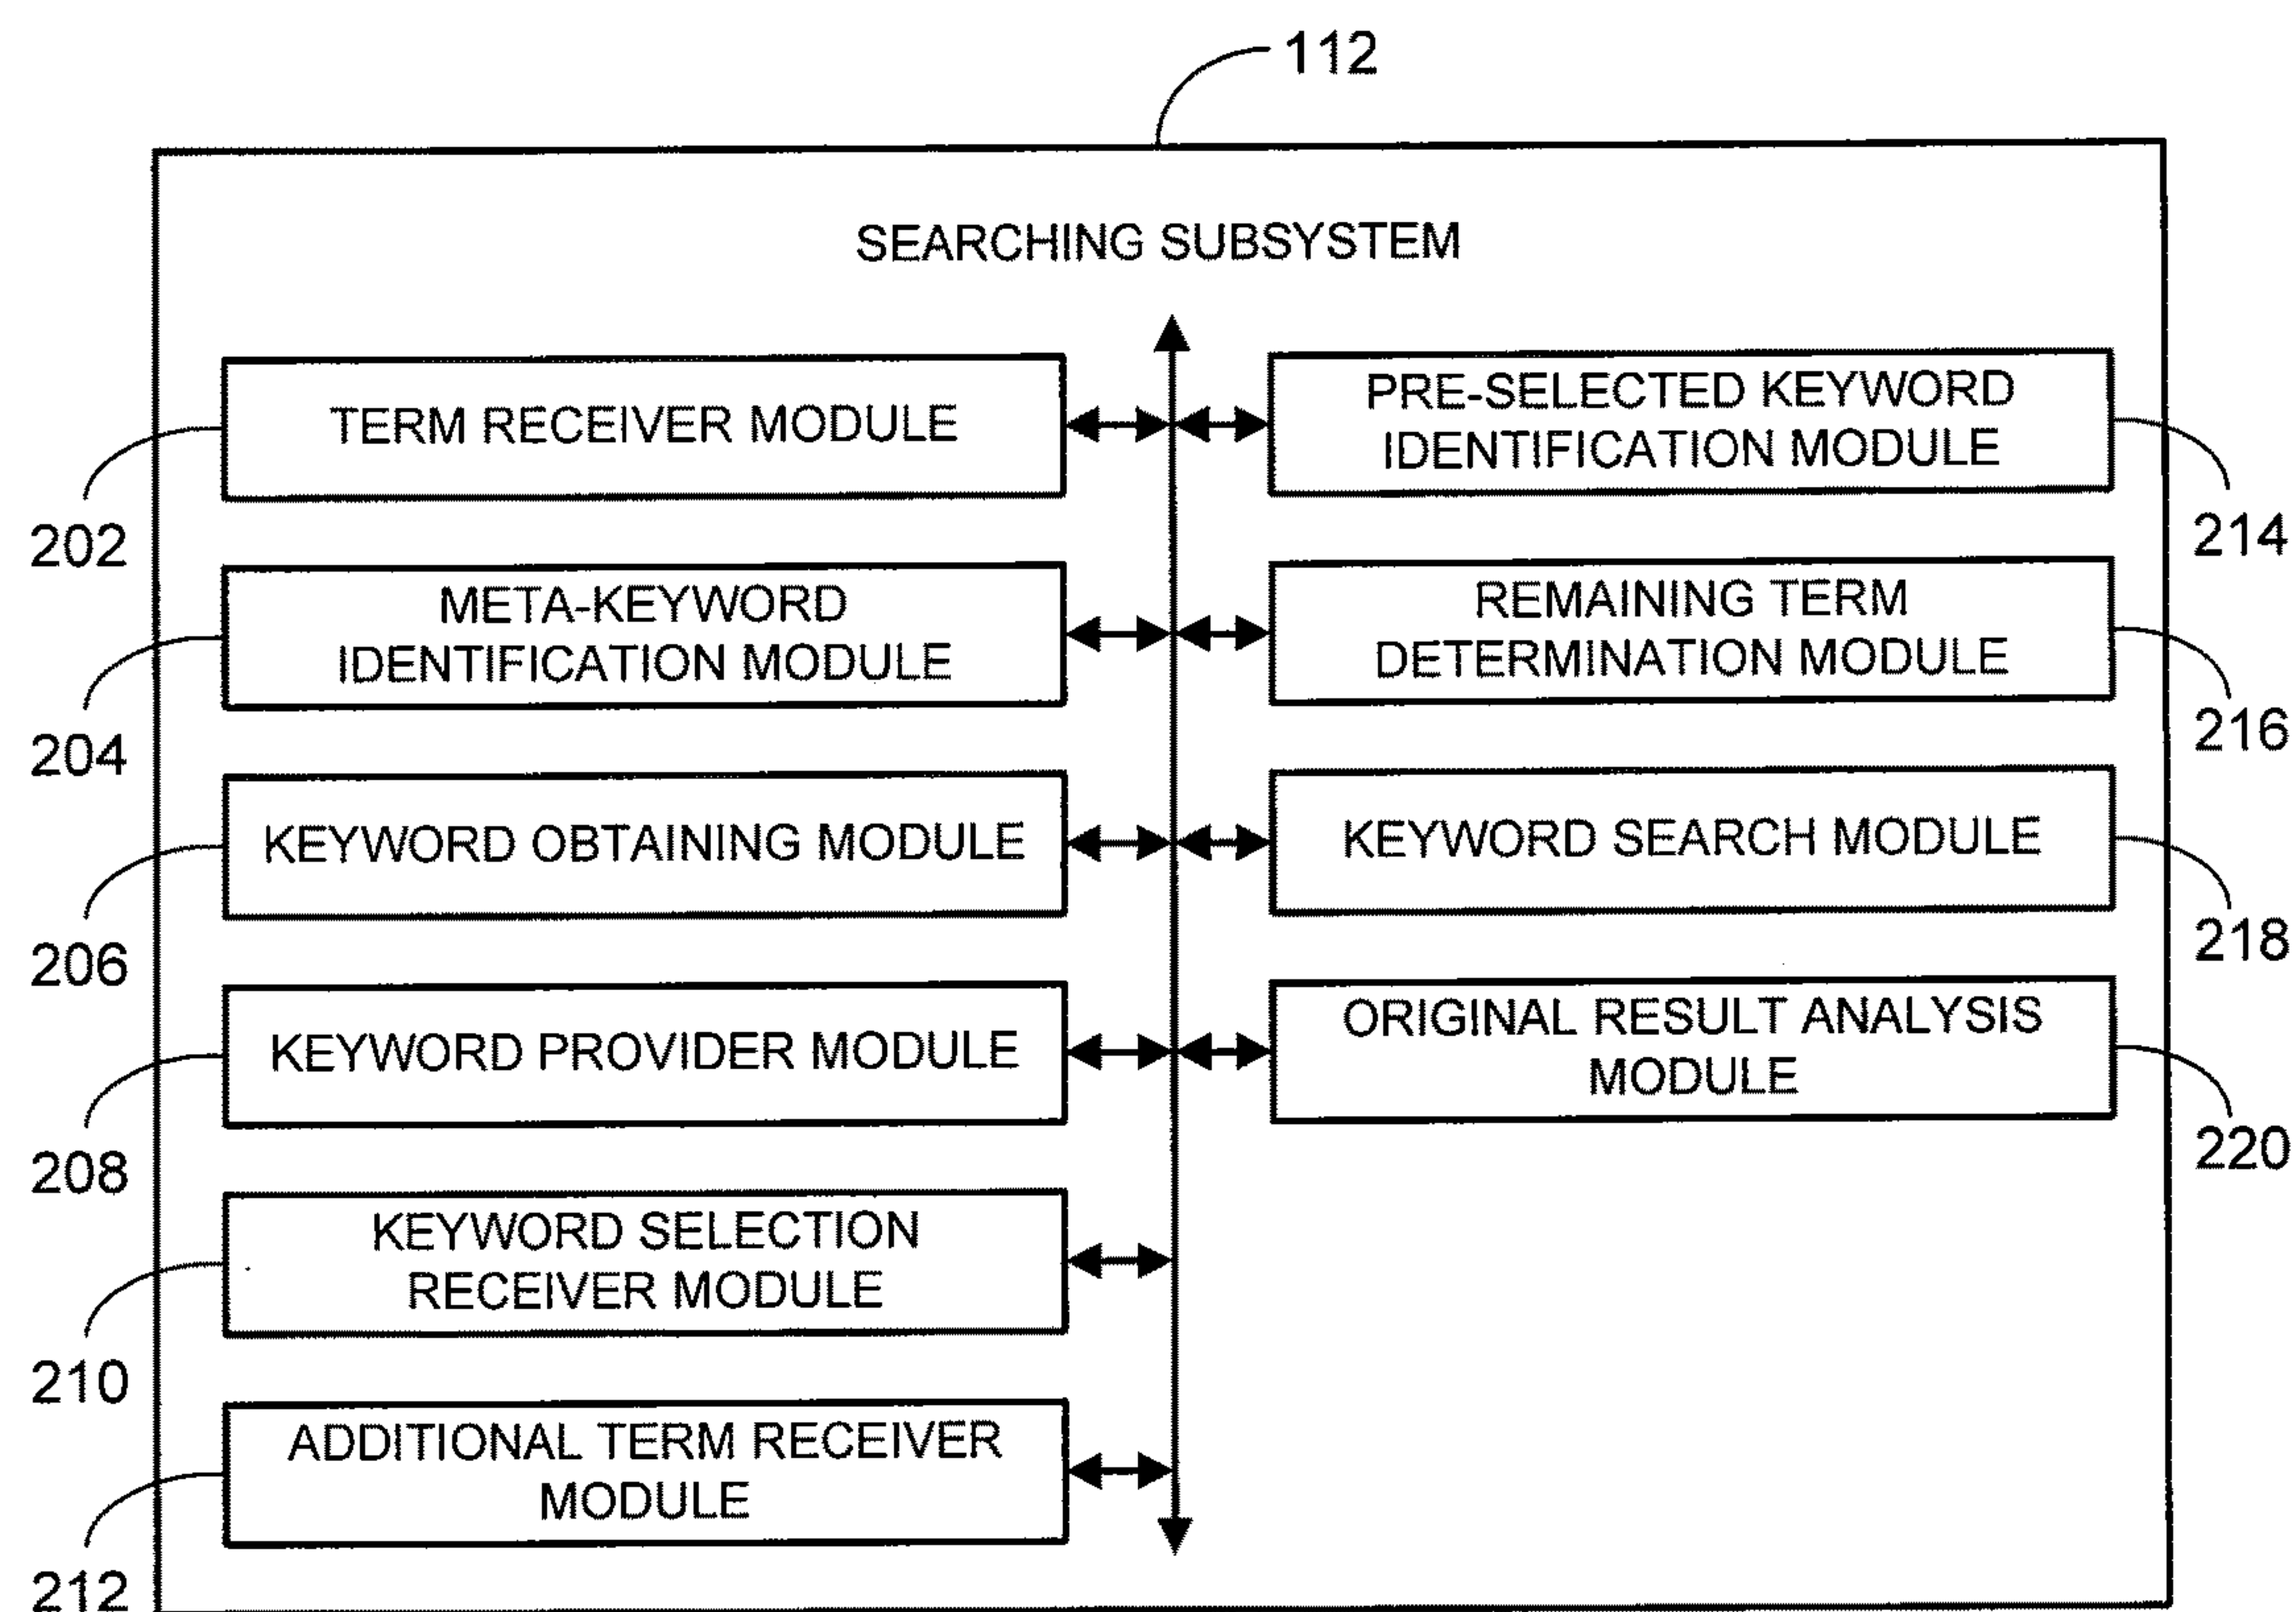 112
SEARCHING SUBSYSTEM
TERM RECEIVER MODULE
202
META-KEYWORD
IDENTIFICATION MODULE
204
KEYWORD OBTAINING MODULE
206
KEYWORD PROVIDER MODULE
208
KEYWORD SELECTION
RECEIVER MODULE
210
ADDITIONAL TERM RECEIVER
MODULE
212
PRE-SELECTED KEYWORD
IDENTIFICATION MODULE
214
REMAINING TERM
DETERMINATION MODULE
216
KEYWORD SEARCH MODULE
218
ORIGINAL RESULT ANALYSIS
MODULE
220